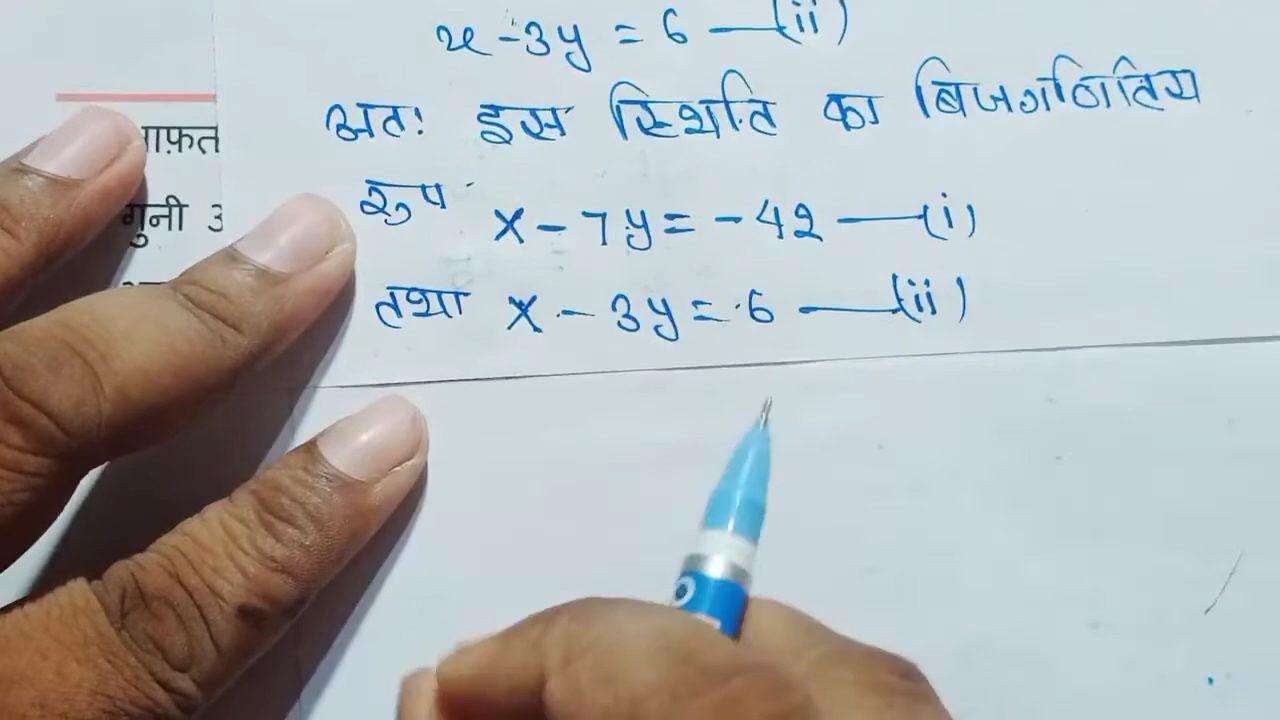 x - 3y = 6 —(ii)
अतः इस स्थिति का बिजगणितिय
रुप x - 7y = -42 —(i)
तथा x - 3y = 6 —(ii)
ाफ़त
गुनी उ